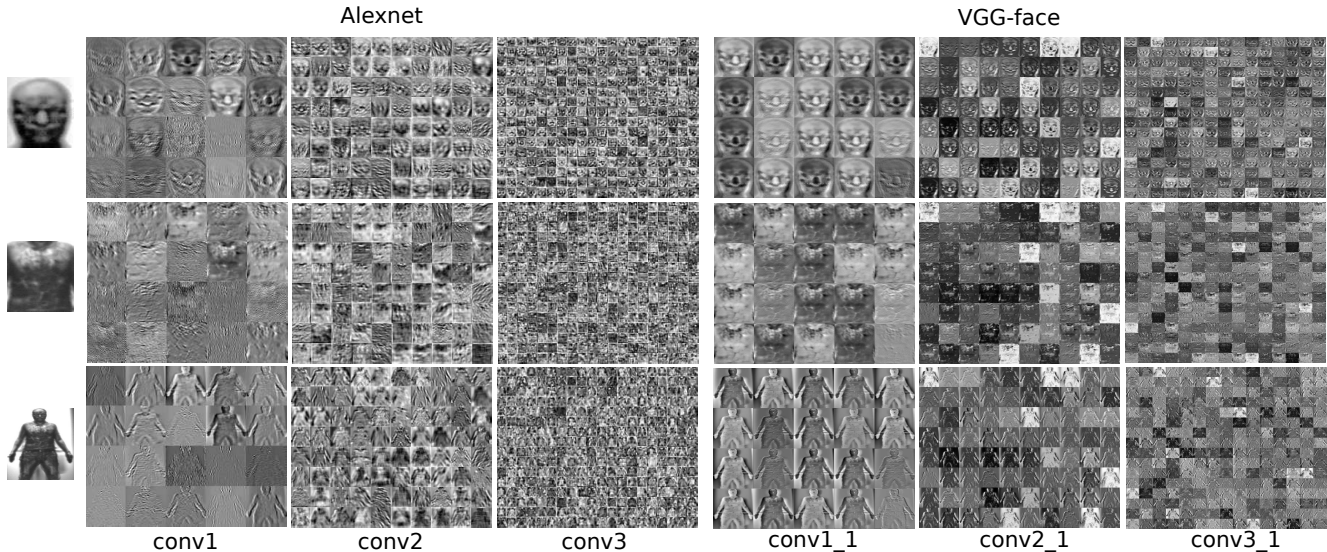 Alexnet
VGG-face
conv1
conv2
conv3
conv1_1
conv2_1
conv3_1